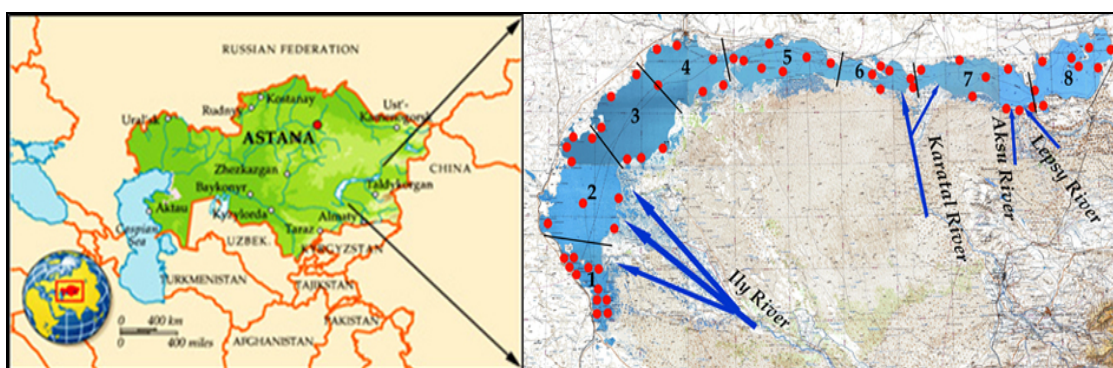 RUSSIAN FEDERATION
Kostanay
Rudnyy
Ust'-
Kamenogorsk
Uralsk
ASTANA
CHINA
Zhezkazgan
Baykonyr
Taldykorgan
Aktau
Kyzylorda
Almaty
Taraz
Caspian
Sea
UZBEK.
KYRGYZSTAN
TURKMENISTAN
TAJIKISTAN
PAKISTAN
AFGHANISTAN
0 400 km
0 400 miles
1
2
3
4
5
6
7
8
Ily River
Karatal River
Aksu River
Lepsy River